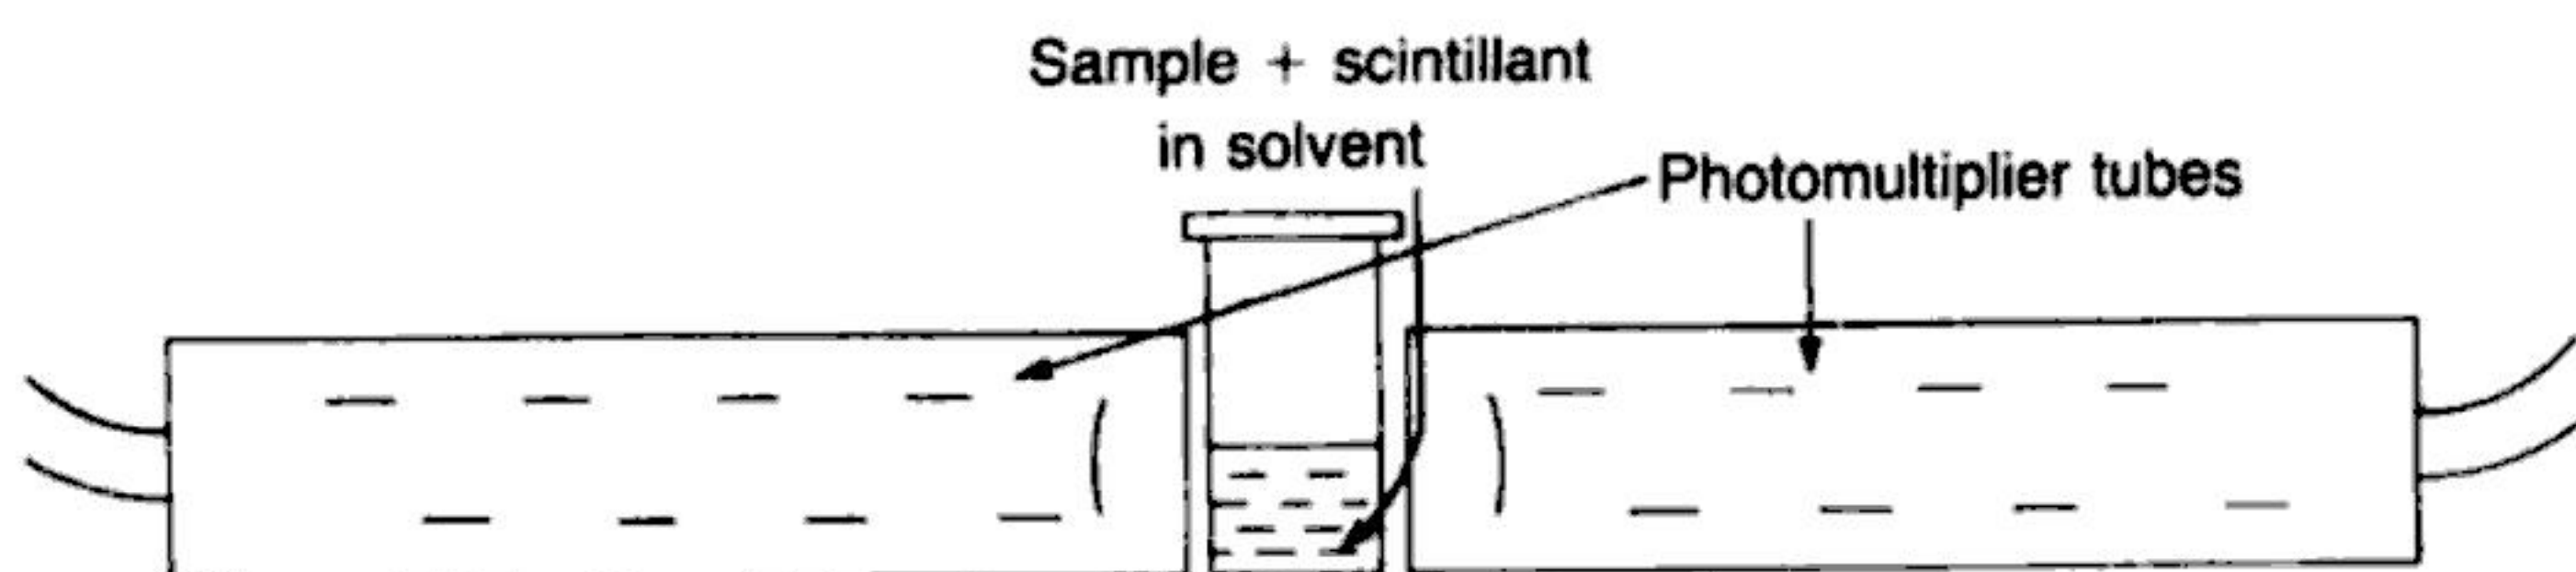 Sample + scintillant
in solvent
Photomultiplier tubes